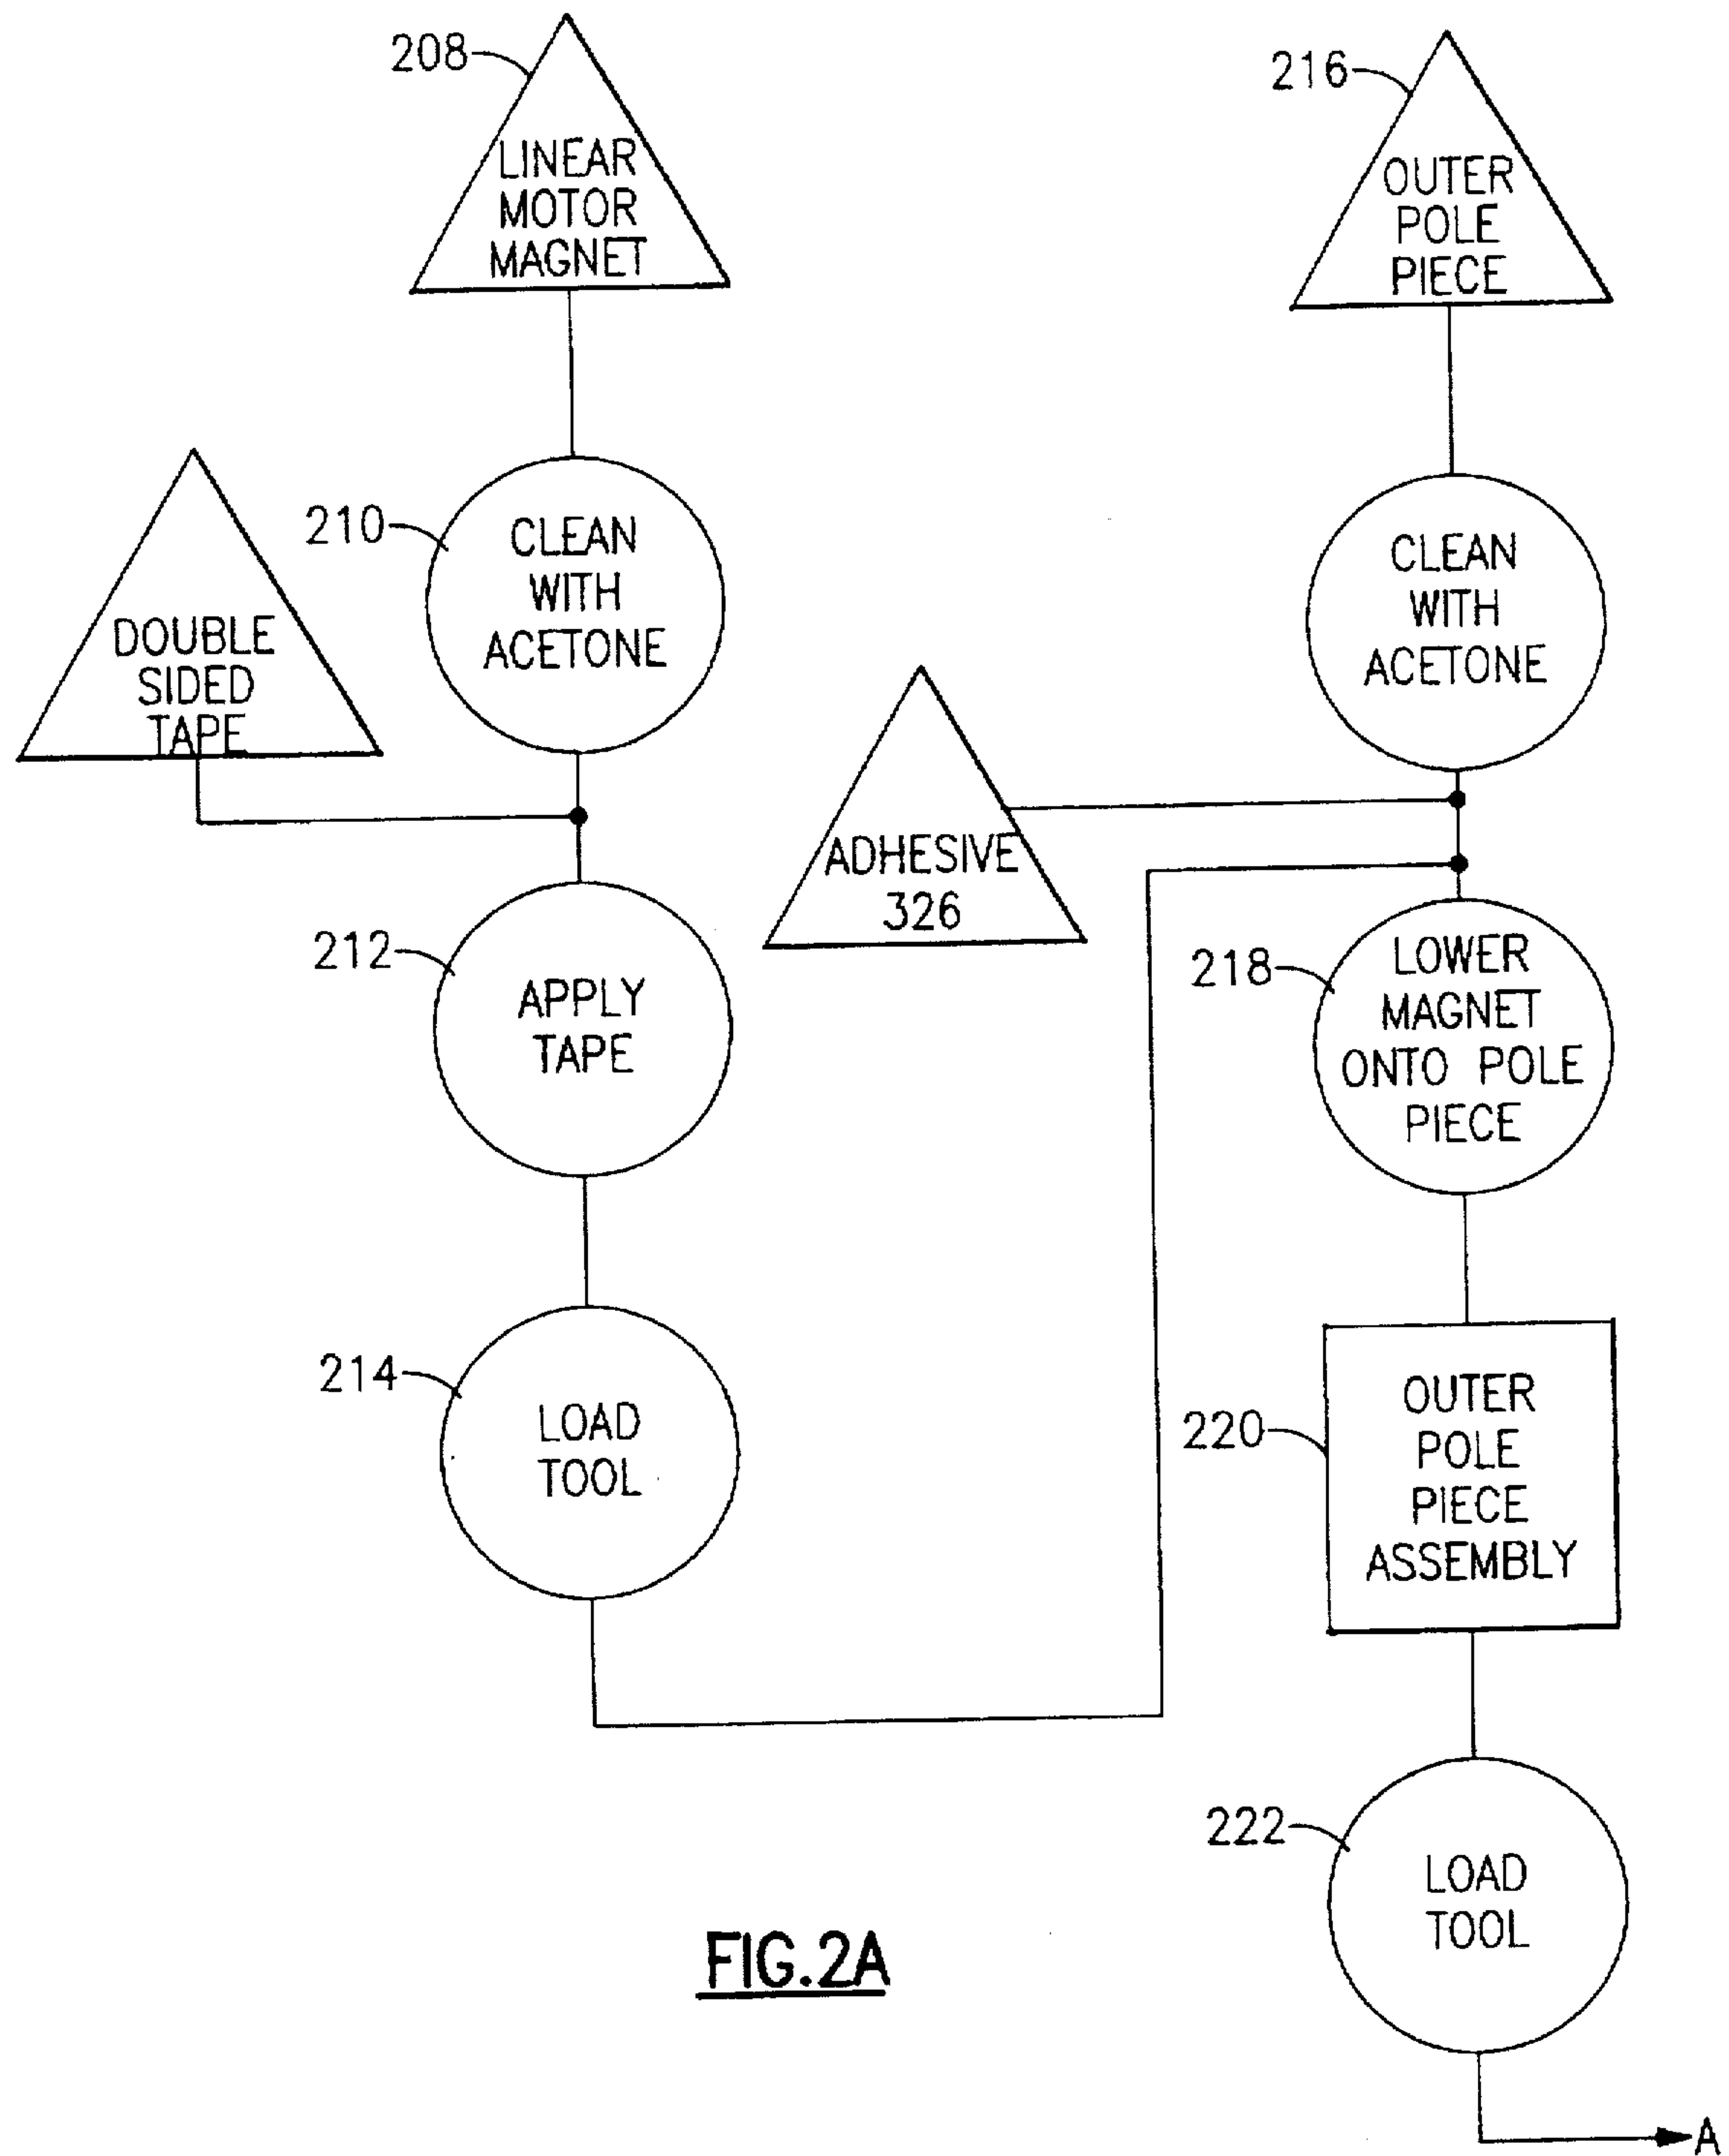 208
LINEAR
MOTOR
MAGNET
210
CLEAN
WITH
ACETONE
DOUBLE
SIDED
TAPE
212
APPLY
TAPE
214
LOAD
TOOL
216
OUTER
POLE
PIECE
CLEAN
WITH
ACETONE
ADHESIVE
326
218
LOWER
MAGNET
ONTO POLE
PIECE
220
OUTER
POLE
PIECE
ASSEMBLY
222
LOAD
TOOL
A
FIG.2A